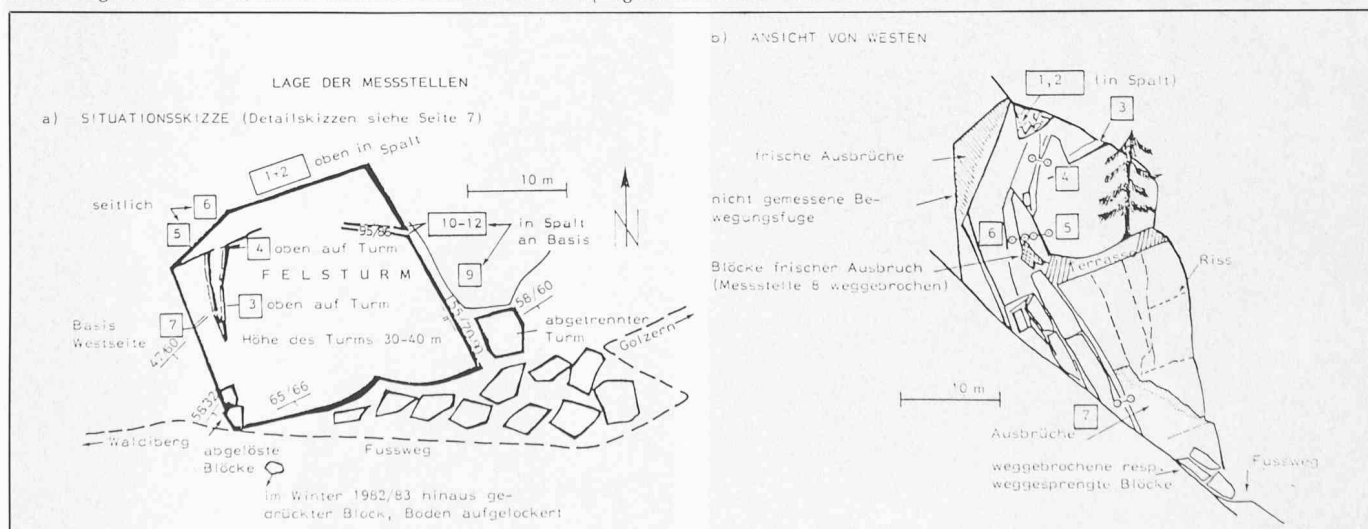 LAGE DER MESSSTELLEN
a) SITUATIONSSKIZZE (Detailskizzen siehe Seite 7)
1+2 oben in Spalt
10 m
N
seitlich
6
5
95/56
10-12
in Spalt
an Basis
4 oben auf Turm
FELSTURM
9
3 oben auf Turm
58/60
Basis
Westseite
7
Höhe des Turms 30-40 m
abgetrennter
Turm
Golzern
47/60
65/66
Waldiberg
abgelöste
Blöcke
Fussweg
im Winter 1982/83 hinaus ge-
drückter Block, Boden aufgelockert
b) ANSICHT VON WESTEN
1,2 (in Spalt)
3
frische Ausbrüche
4
nicht gemessene Be-
wegungsfuge
6
5
Blöcke frischer Ausbruch
(Messstelle 8 weggebrochen)
Terrasse
Riss
10 m
7
Ausbrüche
weggebrochene resp.
weggesprengte Blöcke
Fussweg